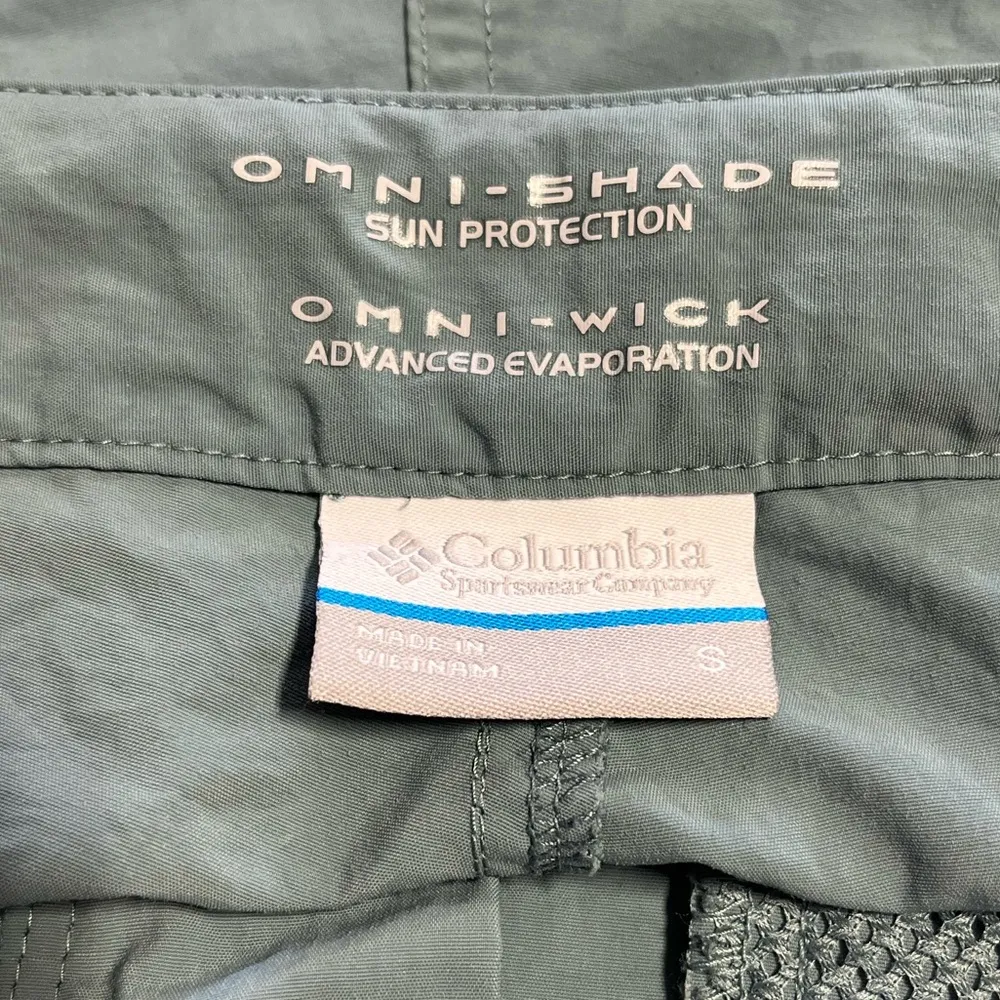 OMNI-SHADE
SUN PROTECTION
OMNI-WICK
ADVANCED EVAPORATION
Columbia
Sportswear Company
MADE IN
VIETNAM
S